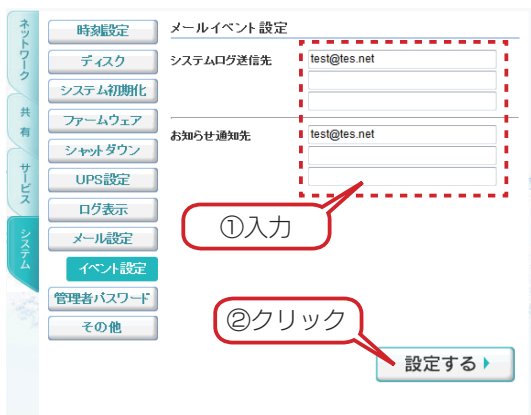 ネットワーク
共有
サービス
システム
時刻設定
ディスク
システム初期化
ファームウェア
シャットダウン
UPS設定
ログ表示
メール設定
イベント設定
管理者パスワード
その他
メールイベント設定
システムログ送信先
test@tes.net
お知らせ通知先
test@tes.net
①入力
②クリック
設定する